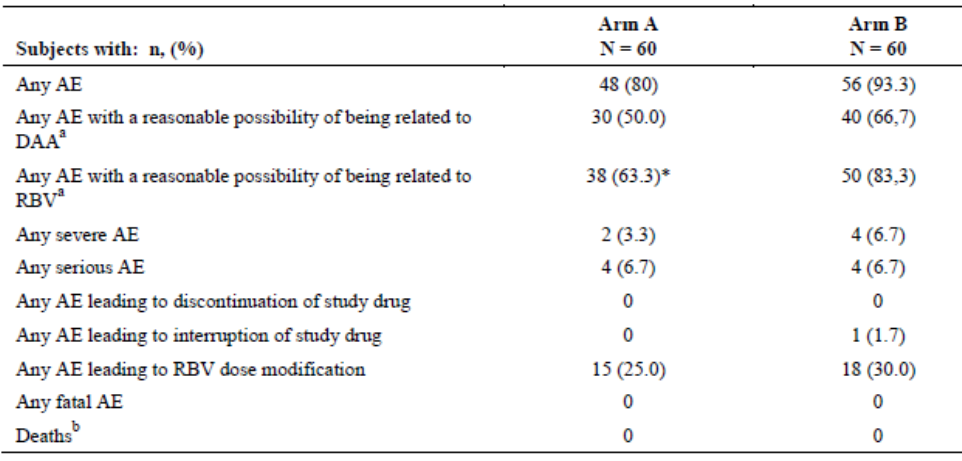 Arm A Arm B
Subjects with: n, (%) N = 60 N = 60
Any AE 48 (80) 56 (93.3)
Any AE with a reasonable possibility of being related to 30 (50.0) 40 (66,7)
DAAa
Any AE with a reasonable possibility of being related to 38 (63.3)* 50 (83,3)
RBVa
Any severe AE 2 (3.3) 4 (6.7)
Any serious AE 4 (6.7) 4 (6.7)
Any AE leading to discontinuation of study drug 0 0
Any AE leading to interruption of study drug 0 1 (1.7)
Any AE leading to RBV dose modification 15 (25.0) 18 (30.0)
Any fatal AE 0 0
Deathsb 0 0